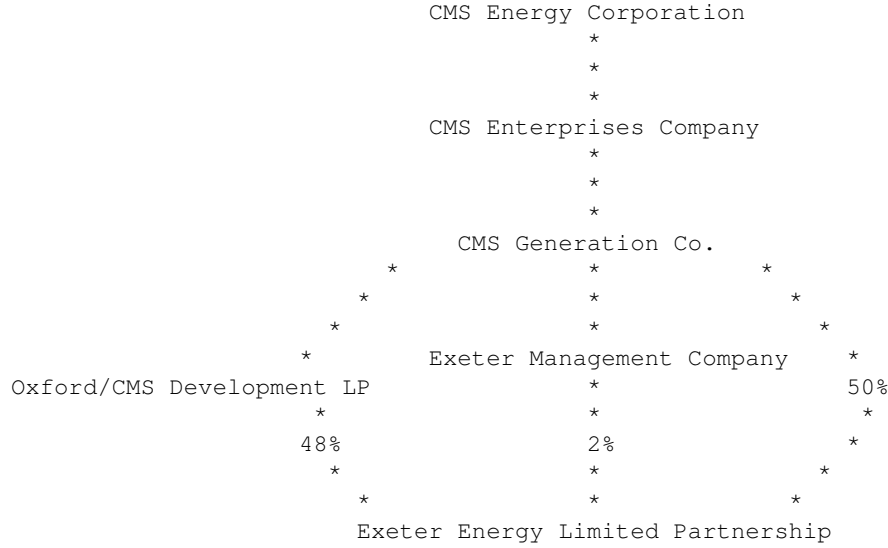 CMS Energy Corporation
*
*
*
CMS Enterprises Company
*
*
*
CMS Generation Co.
* * *
* * *
* * *
* Exeter Management Company *
Oxford/CMS Development LP * 50%
* * *
48% 2% *
* * *
* * *
Exeter Energy Limited Partnership